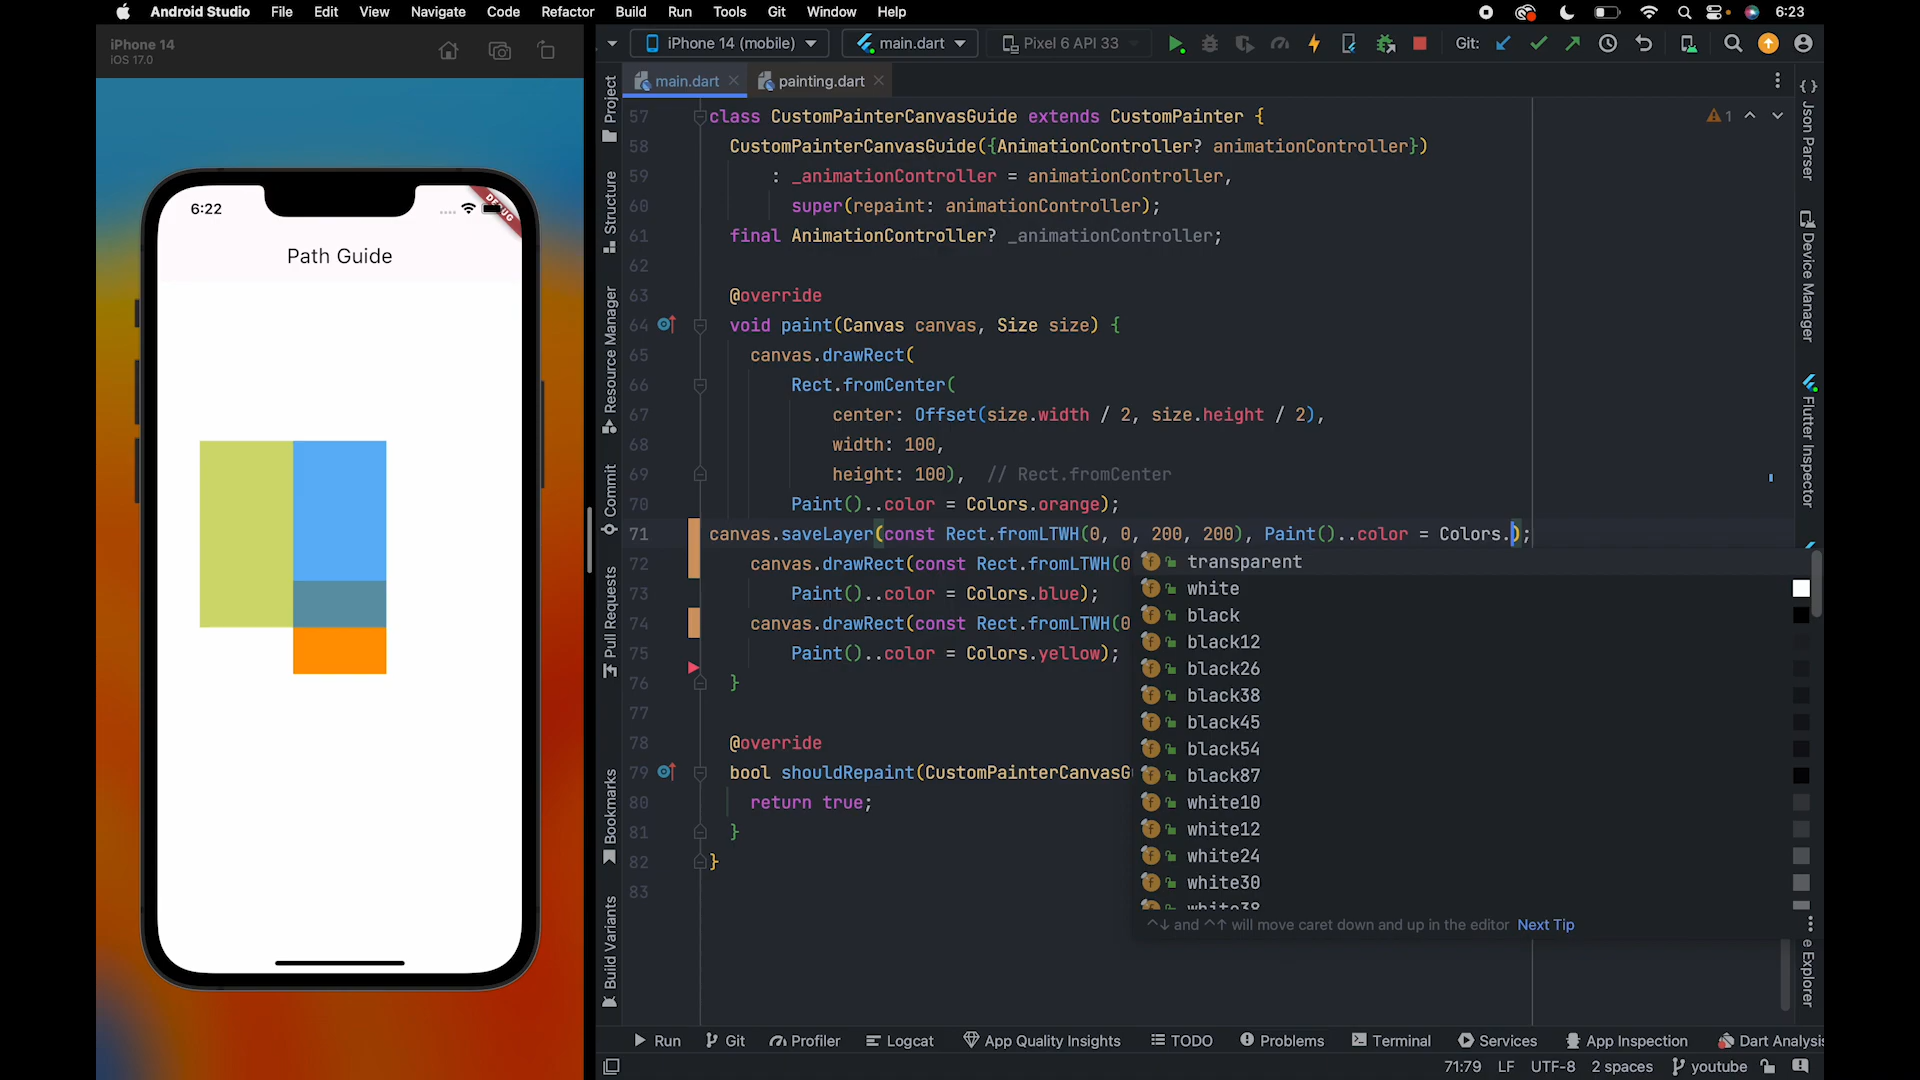 Android Studio File Edit View Navigate Code Refactor Build Run Tools Git Window Help 6:23
iPhone 14
iOS 17.0
6:22
DEBUG
Path Guide
iPhone 14 (mobile) main.dart Pixel 6 API 33 Git:
main.dart painting.dart
Project
Structure
Resource Manager
Commit
Pull Requests
Bookmarks
Build Variants
57 class CustomPainterCanvasGuide extends CustomPainter { 1
58 CustomPainterCanvasGuide({AnimationController? animationController})
59 : _animationController = animationController,
60 super(repaint: animationController);
61 final AnimationController? _animationController;
62
63 @override
64 void paint(Canvas canvas, Size size) {
65 canvas.drawRect(
66 Rect.fromCenter(
67 center: Offset(size.width / 2, size.height / 2),
68 width: 100,
69 height: 100), // Rect.fromCenter
70 Paint()..color = Colors.orange);
71 canvas.saveLayer(const Rect.fromLTWH(0, 0, 200, 200), Paint()..color = Colors.);
72 canvas.drawRect(const Rect.fromLTWH(0
73 Paint()..color = Colors.blue);
74 canvas.drawRect(const Rect.fromLTWH(0
75 Paint()..color = Colors.yellow);
76 }
77
78 @override
79 bool shouldRepaint(CustomPainterCanvasG
80 return true;
81 }
82 }
83
transparent
white
black
black12
black26
black38
black45
black54
black87
white10
white12
white24
white30
white38
^↓ and ^↑ will move caret down and up in the editor Next Tip
{} Json Parser
Device Manager
Flutter Inspector
e Explorer
Run Git Profiler Logcat App Quality Insights TODO Problems Terminal Services App Inspection Dart Analysis
71:79 LF UTF-8 2 spaces youtube